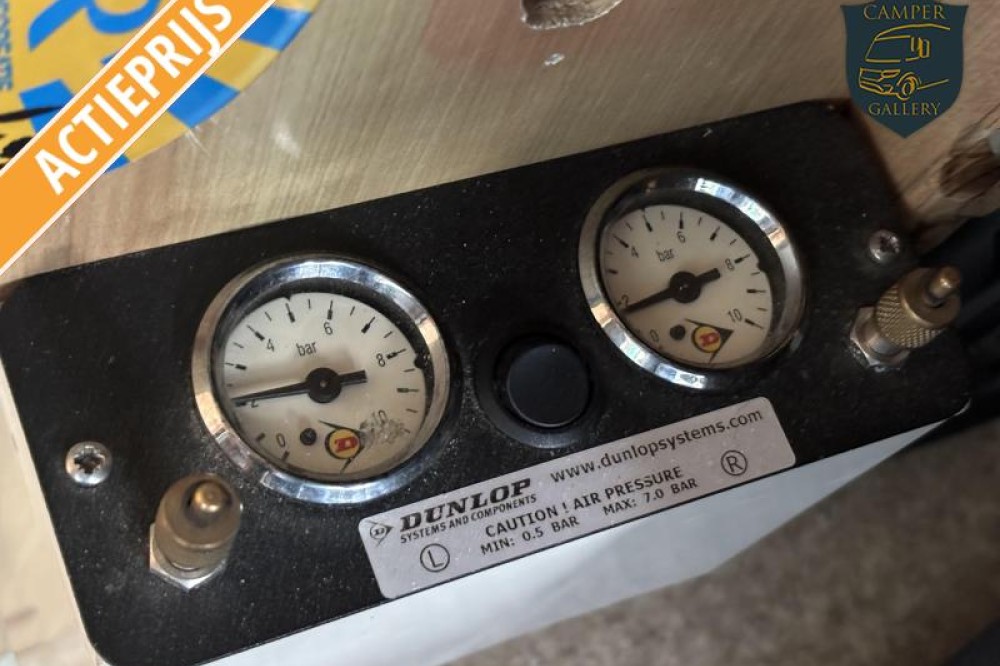 ACTIEPRIJS
CAMPER
GALLERY
0 2 4 6 8 10
bar
D
0 2 4 6 8 10
bar
D
DUNLOP
SYSTEMS AND COMPONENTS
www.dunlopsystems.com
CAUTION ! AIR PRESSURE
MIN: 0.5 BAR MAX: 7.0 BAR
L
R